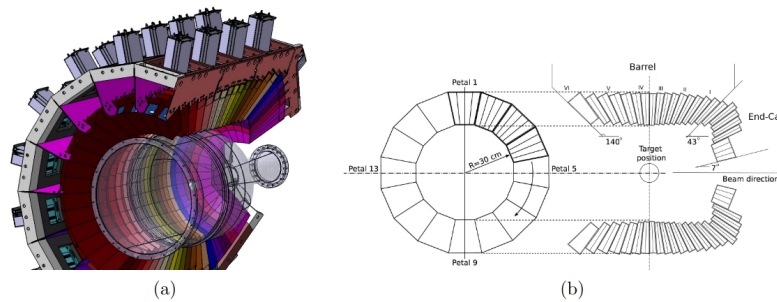 Barrel
Petal 1
VI
V
IV
III
II
I
End-Ca
R=30 cm
140°
43°
Target
position
7°
Petal 13
Petal 5
Beam direction
Petal 9
(a)
(b)